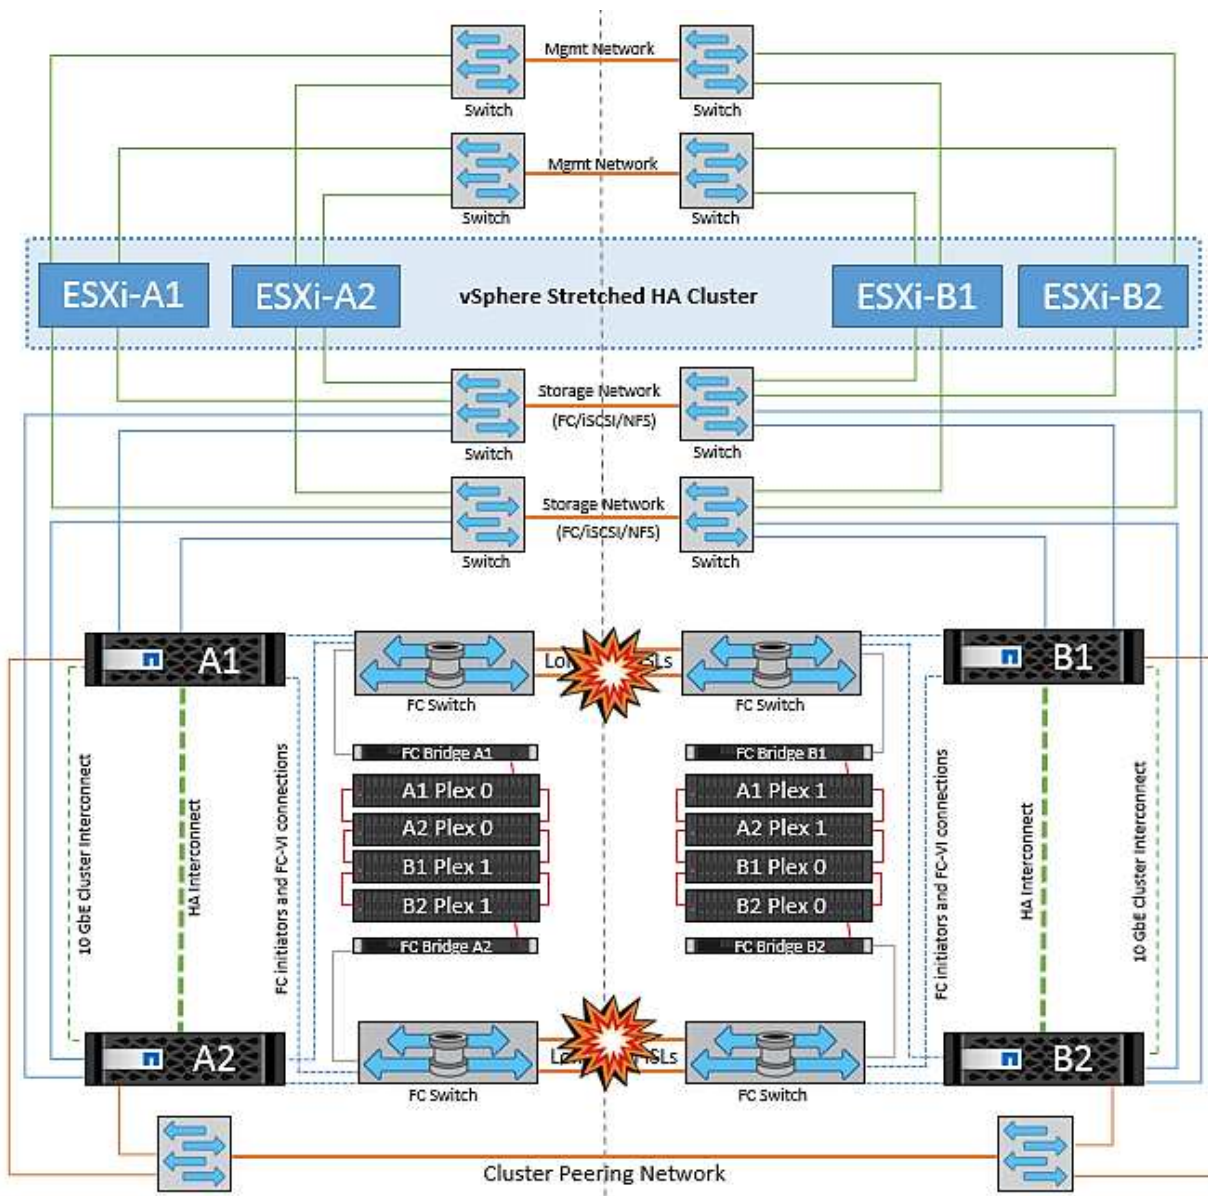 Mgmt Network
Switch
Switch
Mgmt Network
Switch
Switch
ESXi-A1
ESXi-A2
vSphere Stretched HA Cluster
ESXi-B1
ESXi-B2
Storage Network
(FC/iSCSI/NFS)
Switch
Switch
Storage Network
(FC/iSCSI/NFS)
Switch
Switch
A1
B1
FC Switch
FC Switch
FC Bridge A1
FC Bridge B1
A1 Plex 0
A1 Plex 1
A2 Plex 0
A2 Plex 1
B1 Plex 1
B1 Plex 0
B2 Plex 1
B2 Plex 0
FC Bridge A2
FC Bridge B2
10 GbE Cluster Interconnect
HA Interconnect
FC initiators and FC-VI connections
FC initiators and FC-VI connections
HA Interconnect
10 GbE Cluster Interconnect
A2
B2
FC Switch
FC Switch
Cluster Peering Network